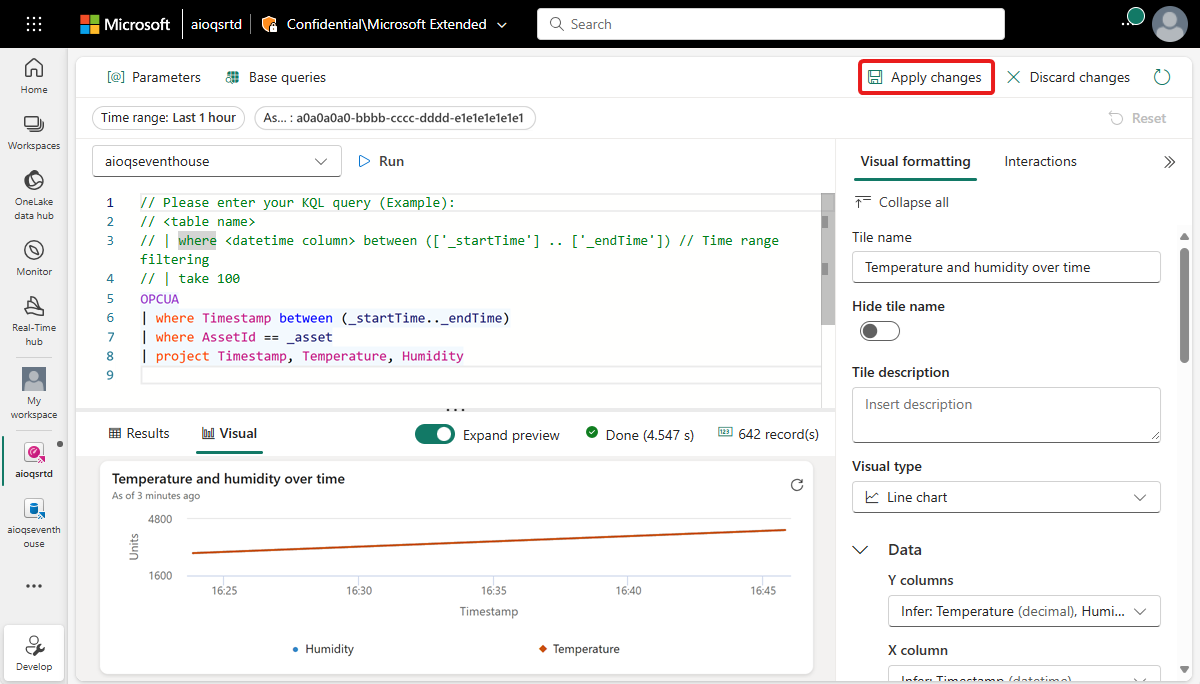 Microsoft aioqsrtd Confidential\Microsoft Extended Search
Home
Workspaces
OneLake
data hub
Monitor
Real-Time
hub
My
workspace
aioqsrtd
aioqseventh
ouse
Develop
Parameters Base queries Apply changes Discard changes
Time range: Last 1 hour As... : a0a0a0a0-bbbb-cccc-dddd-e1e1e1e1e1e1 Reset
aioqseventhouse Run
1 // Please enter your KQL query (Example):
2 // <table name>
3 // | where <datetime column> between (['_startTime'] .. ['_endTime']) // Time range
filtering
4 // | take 100
5 OPCUA
6 | where Timestamp between (_startTime.._endTime)
7 | where AssetId == _asset
8 | project Timestamp, Temperature, Humidity
9
Results Visual Expand preview Done (4.547 s) 123 642 record(s)
Temperature and humidity over time
As of 3 minutes ago
4800
Units
1600
16:25 16:30 16:35 16:40 16:45
Timestamp
Humidity Temperature
Visual formatting Interactions
Collapse all
Tile name
Temperature and humidity over time
Hide tile name
Tile description
Insert description
Visual type
Line chart
Data
Y columns
Infer: Temperature (decimal), Humi...
X column
Infer: Timestamp (datetime)